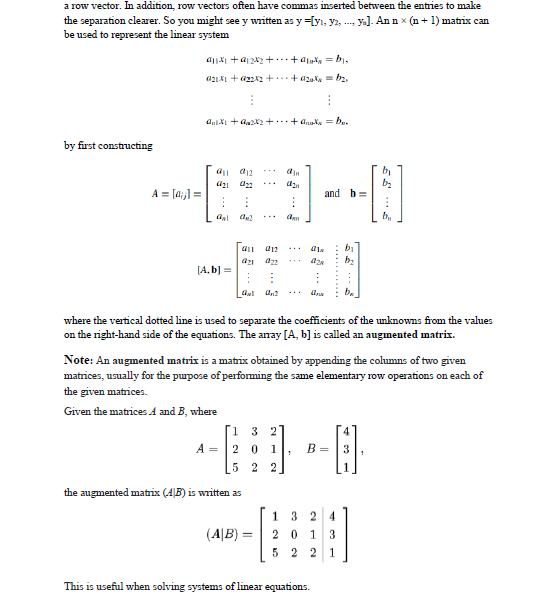 a row vector. In addition, row vectors often have commas inserted between the entries to make
the separation clearer. So you might see y written as y =[y₁, y₂, ..., yₙ]. An n × (n + 1) matrix can
be used to represent the linear system
a₁₁x₁ + a₁₂x₂ + ··· + a₁ₙxₙ = b₁,
a₂₁x₁ + a₂₂x₂ + ··· + a₂ₙxₙ = b₂,
⋮ ⋮
aₙ₁x₁ + aₙ₂x₂ + ··· + aₙₙxₙ = bₙ,
by first constructing
A = [aᵢⱼ] = [ a₁₁ a₁₂ ··· a₁ₙ
a₂₁ a₂₂ ··· a₂ₙ
⋮ ⋮ ⋮
aₙ₁ aₙ₂ ··· aₙₙ ] and b = [ b₁
b₂
⋮
bₙ ]
[A, b] = [ a₁₁ a₁₂ ··· a₁ₙ ⋮ b₁
a₂₁ a₂₂ ··· a₂ₙ ⋮ b₂
⋮ ⋮ ⋮ ⋮ ⋮
aₙ₁ aₙ₂ ··· aₙₙ ⋮ bₙ ]
where the vertical dotted line is used to separate the coefficients of the unknowns from the values
on the right-hand side of the equations. The array [A, b] is called an augmented matrix.
Note: An augmented matrix is a matrix obtained by appending the columns of two given
matrices, usually for the purpose of performing the same elementary row operations on each of
the given matrices.
Given the matrices A and B, where
A = [ 1 3 2
2 0 1
5 2 2 ], B = [ 4
3
1 ],
the augmented matrix (A|B) is written as
(A|B) = [ 1 3 2 | 4
2 0 1 | 3
5 2 2 | 1 ]
This is useful when solving systems of linear equations.